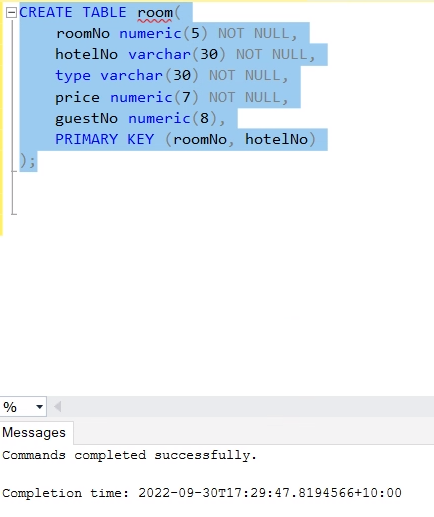 CREATE TABLE room(
roomNo numeric(5) NOT NULL,
hotelNo varchar(30) NOT NULL,
type varchar(30) NOT NULL,
price numeric(7) NOT NULL,
guestNo numeric(8),
PRIMARY KEY (roomNo, hotelNo)
);
%
Messages
Commands completed successfully.
Completion time: 2022-09-30T17:29:47.8194566+10:00